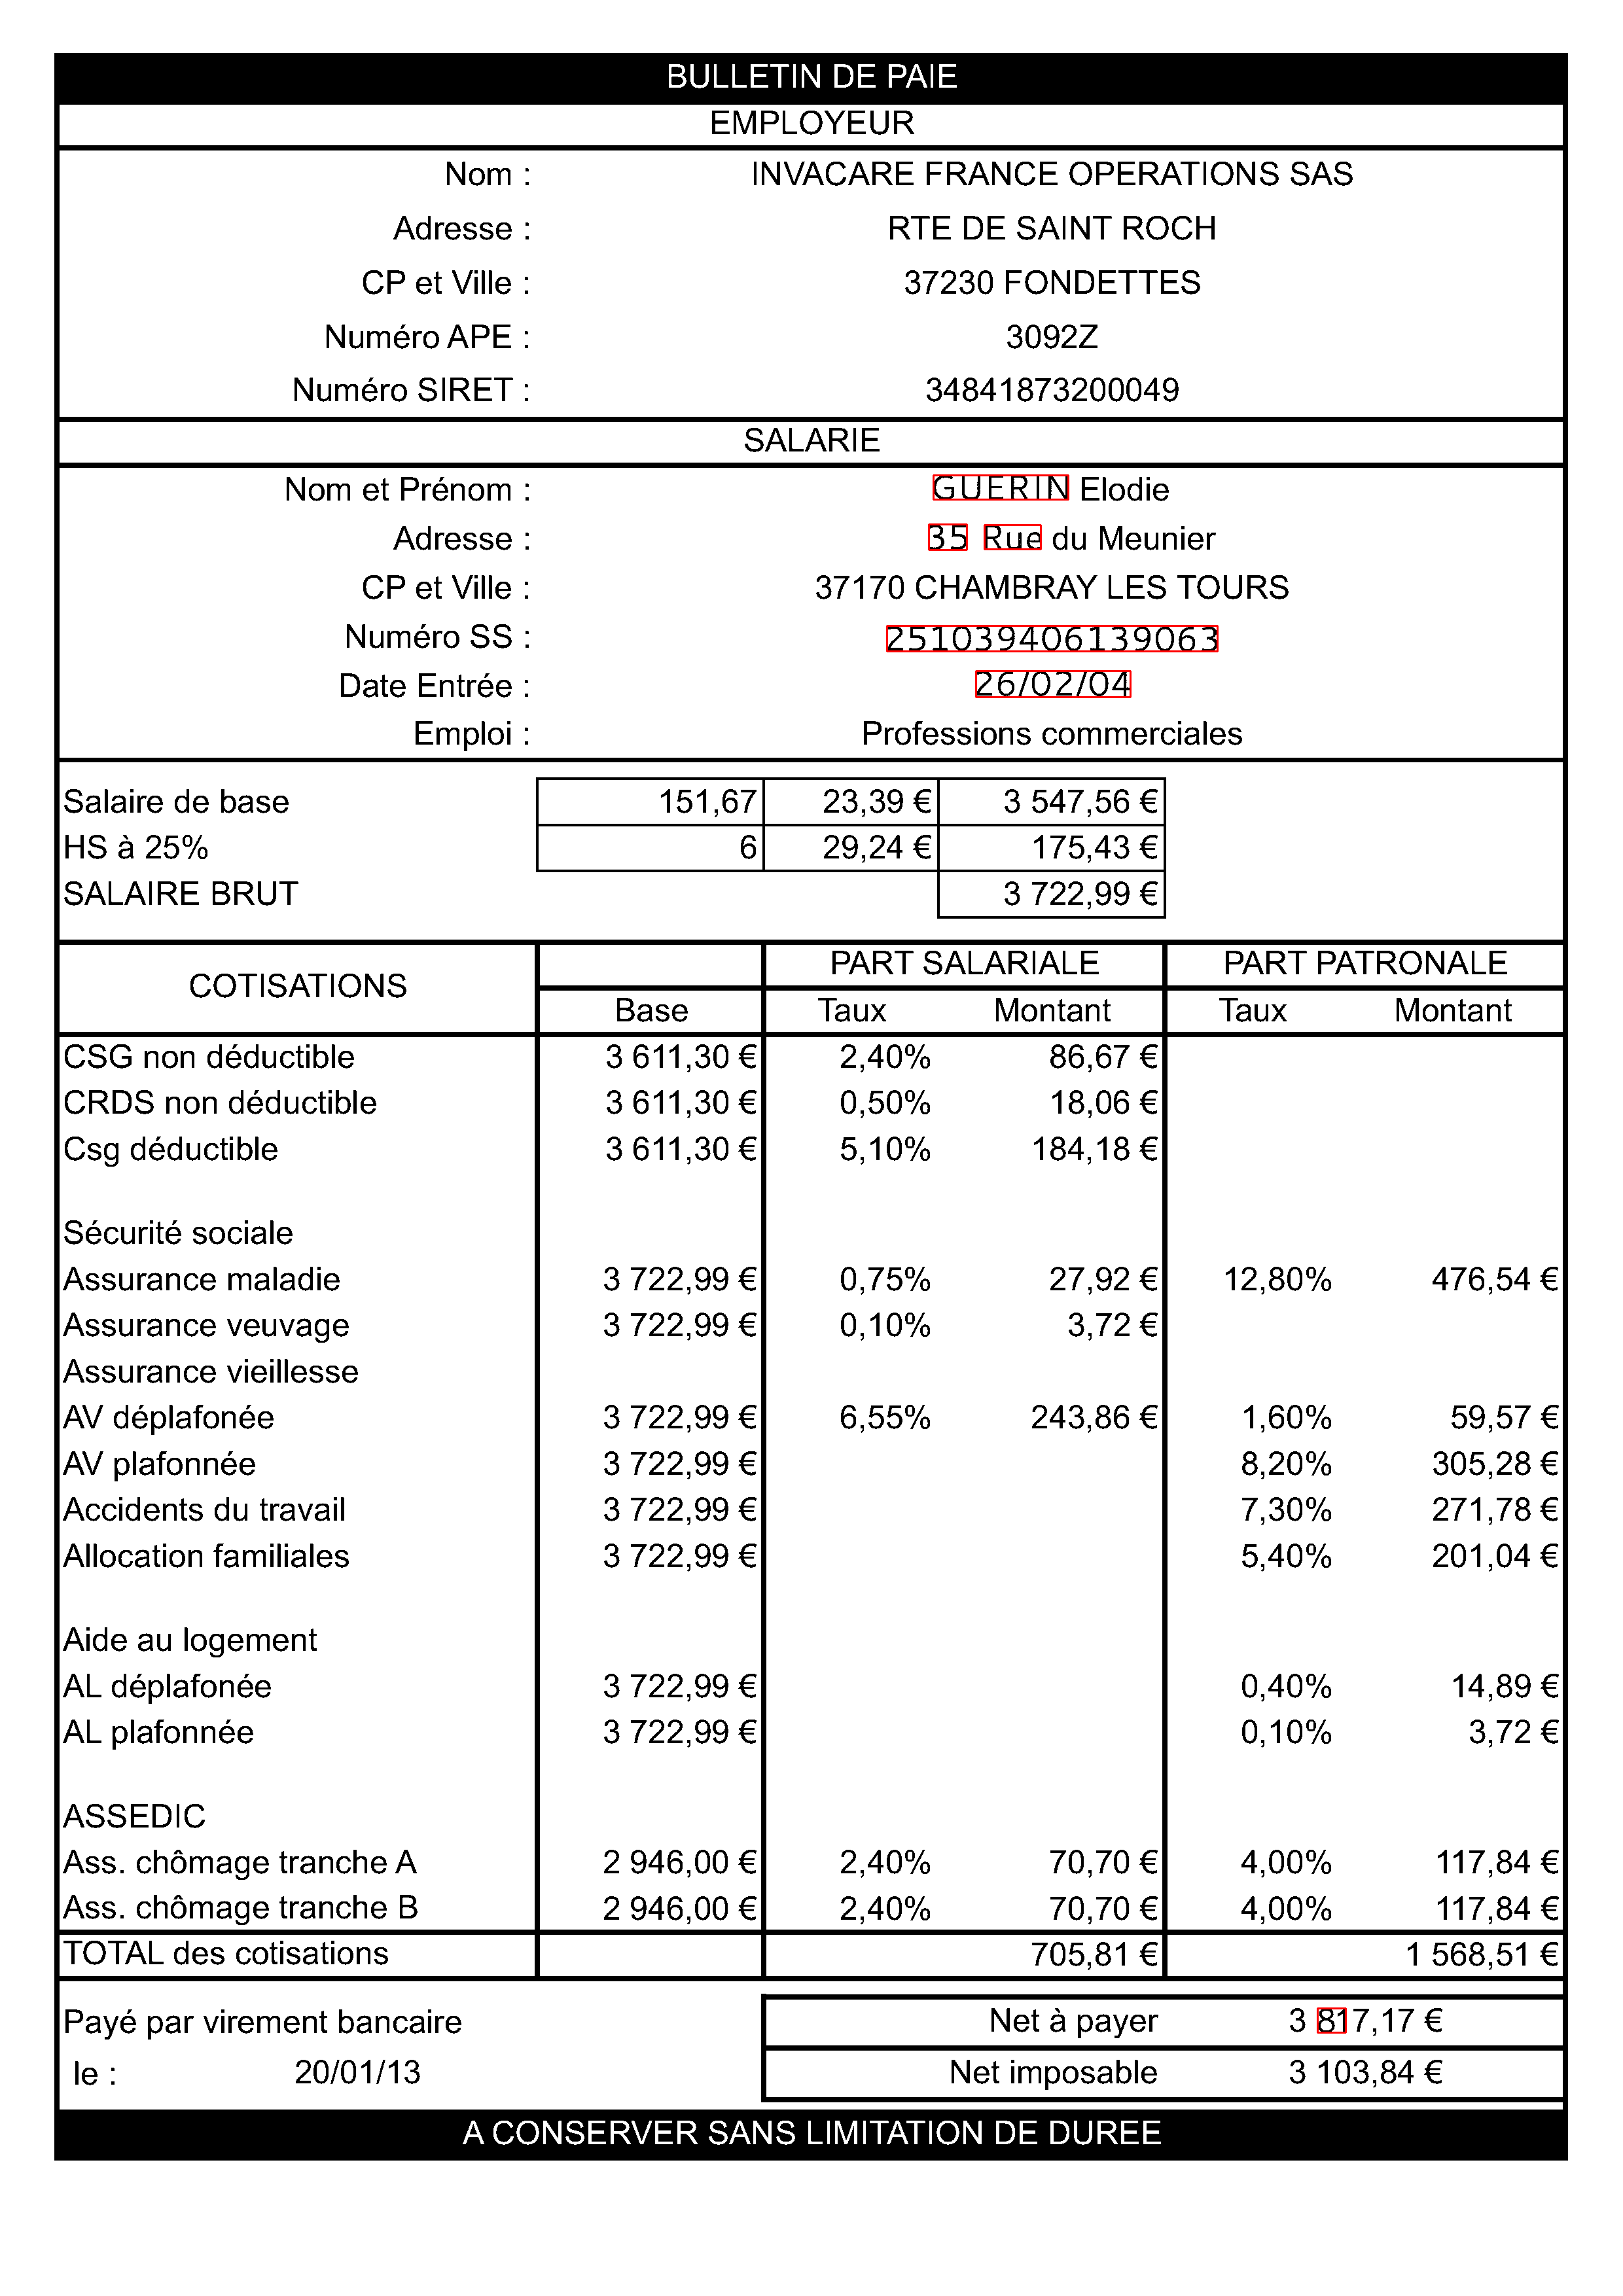 BULLETIN DE PAIE
EMPLOYEUR
Nom : INVACARE FRANCE OPERATIONS SAS
Adresse : RTE DE SAINT ROCH
CP et Ville : 37230 FONDETTES
Numéro APE : 3092Z
Numéro SIRET : 34841873200049
SALARIE
Nom et Prénom : GUERIN Elodie
Adresse : 35 Rue du Meunier
CP et Ville : 37170 CHAMBRAY LES TOURS
Numéro SS : 251039406139063
Date Entrée : 26/02/04
Emploi : Professions commerciales
Salaire de base 151,67 23,39 € 3 547,56 €
HS à 25% 6 29,24 € 175,43 €
SALAIRE BRUT 3 722,99 €
COTISATIONS PART SALARIALE PART PATRONALE
Base Taux Montant Taux Montant
CSG non déductible 3 611,30 € 2,40% 86,67 €
CRDS non déductible 3 611,30 € 0,50% 18,06 €
Csg déductible 3 611,30 € 5,10% 184,18 €
Sécurité sociale
Assurance maladie 3 722,99 € 0,75% 27,92 € 12,80% 476,54 €
Assurance veuvage 3 722,99 € 0,10% 3,72 €
Assurance vieillesse
AV déplafonée 3 722,99 € 6,55% 243,86 € 1,60% 59,57 €
AV plafonnée 3 722,99 € 8,20% 305,28 €
Accidents du travail 3 722,99 € 7,30% 271,78 €
Allocation familiales 3 722,99 € 5,40% 201,04 €
Aide au logement
AL déplafonée 3 722,99 € 0,40% 14,89 €
AL plafonnée 3 722,99 € 0,10% 3,72 €
ASSEDIC
Ass. chômage tranche A 2 946,00 € 2,40% 70,70 € 4,00% 117,84 €
Ass. chômage tranche B 2 946,00 € 2,40% 70,70 € 4,00% 117,84 €
TOTAL des cotisations 705,81 € 1 568,51 €
Payé par virement bancaire Net à payer 3 817,17 €
le : 20/01/13 Net imposable 3 103,84 €
A CONSERVER SANS LIMITATION DE DUREE